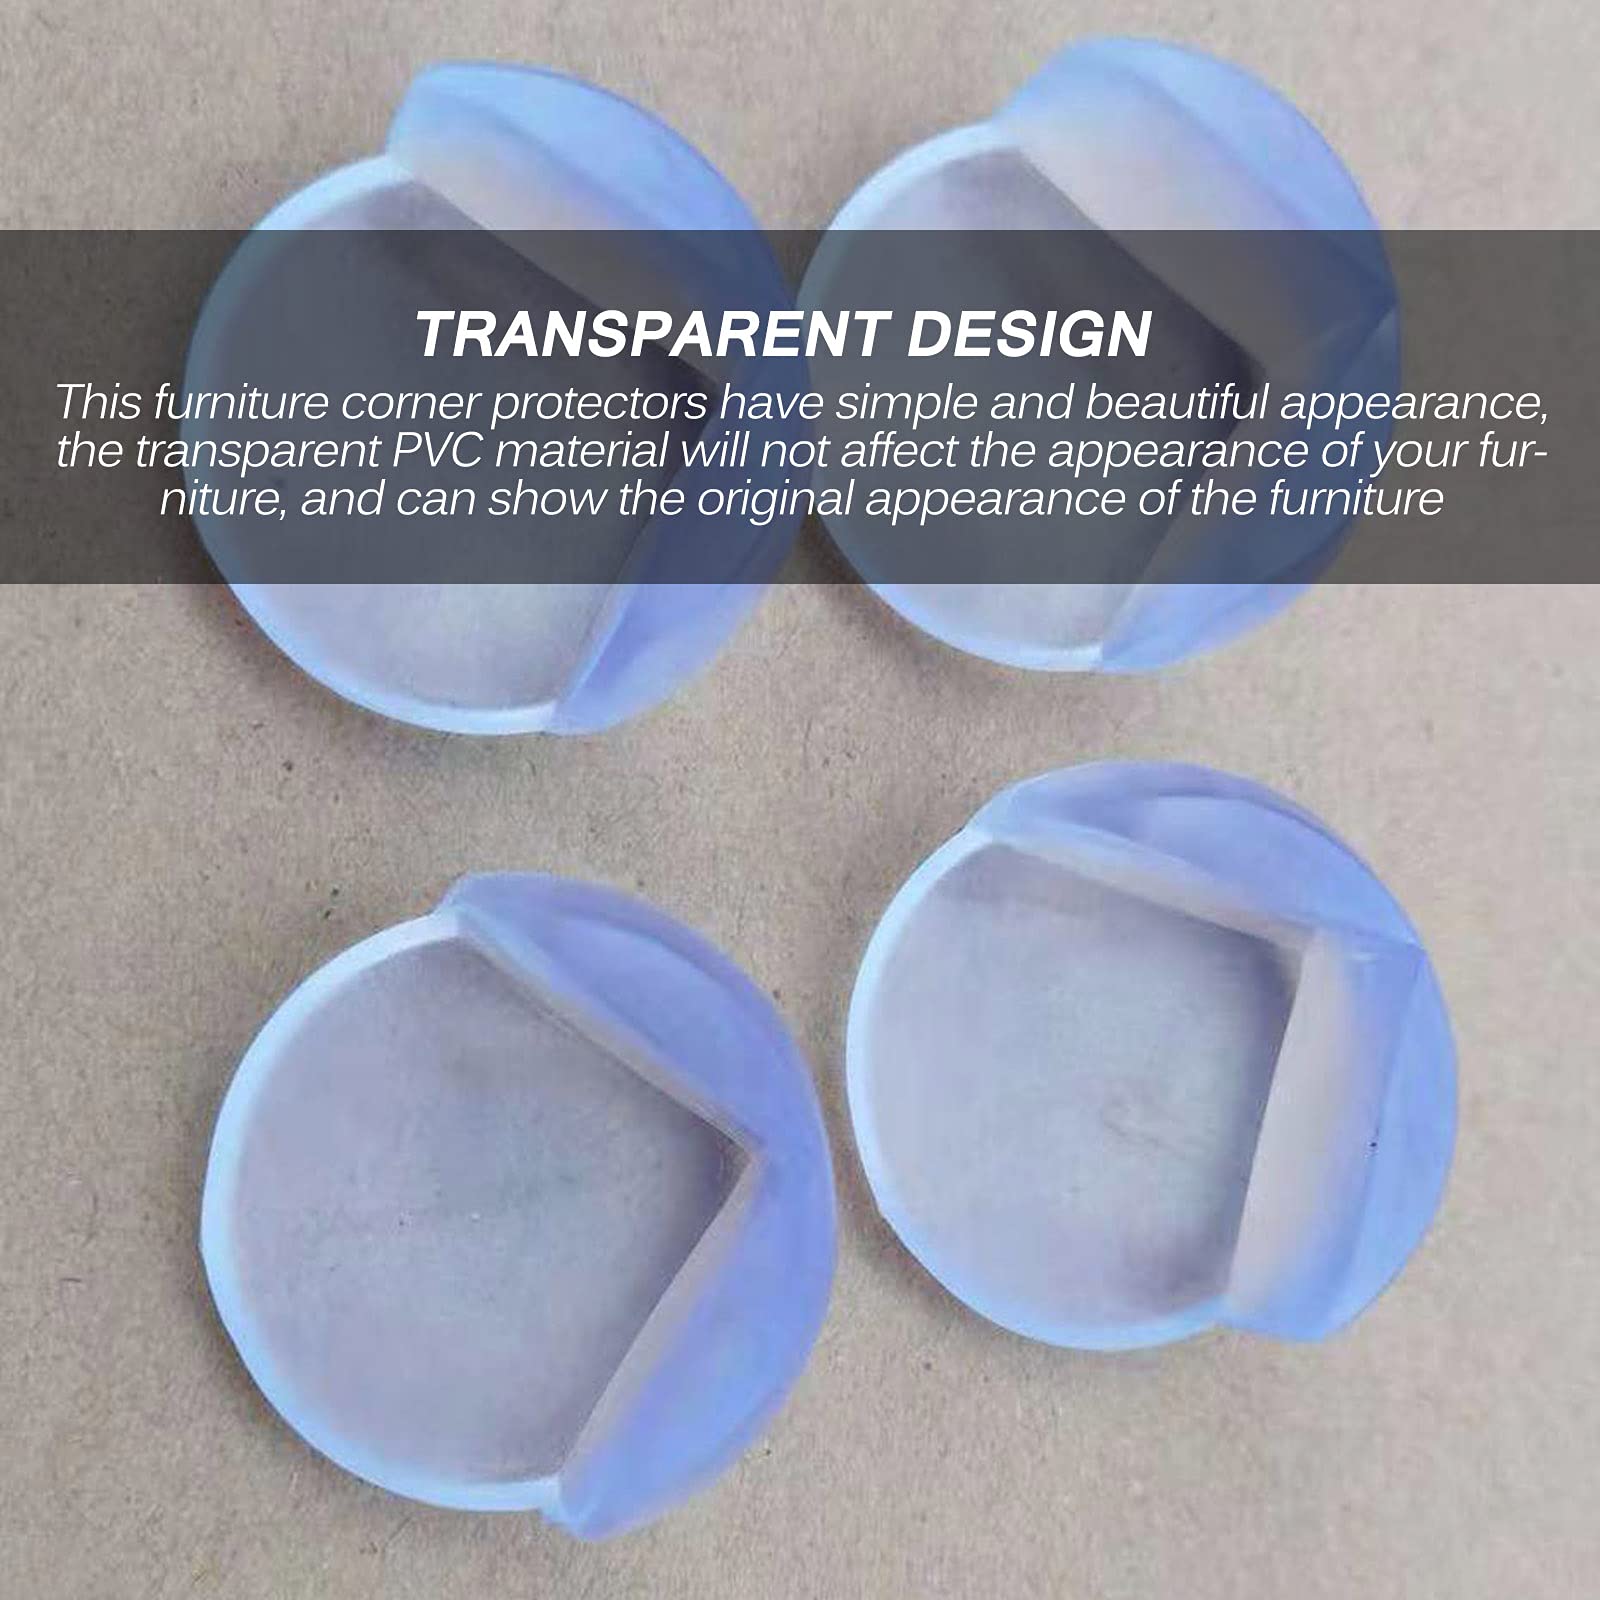 TRANSPARENT DESIGN
This furniture corner protectors have simple and beautiful appearance,
the transparent PVC material will not affect the appearance of your fur-
niture, and can show the original appearance of the furniture